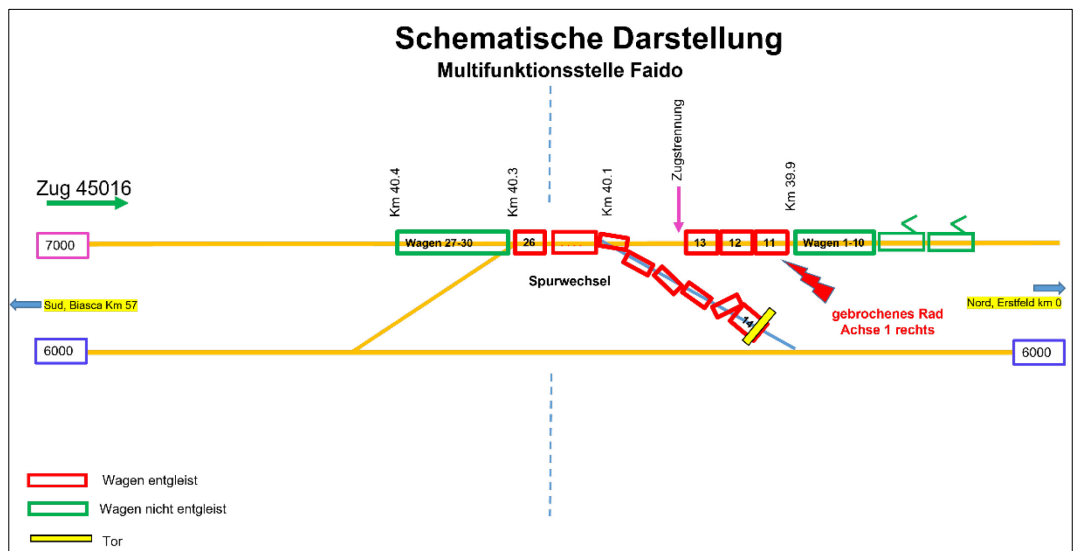 Schematische Darstellung
Multifunktionsstelle Faido
Zug 45016
Km 40.4
Km 40.3
Km 40.1
Zugstrennung
Km 39.9
7000
Wagen 27-30
26
....
13
12
11
Wagen 1-10
Spurwechsel
Sud, Biasca Km 57
Nord, Erstfeld km 0
gebrochenes Rad
Achse 1 rechts
14
6000
6000
Wagen entgleist
Wagen nicht entgleist
Tor